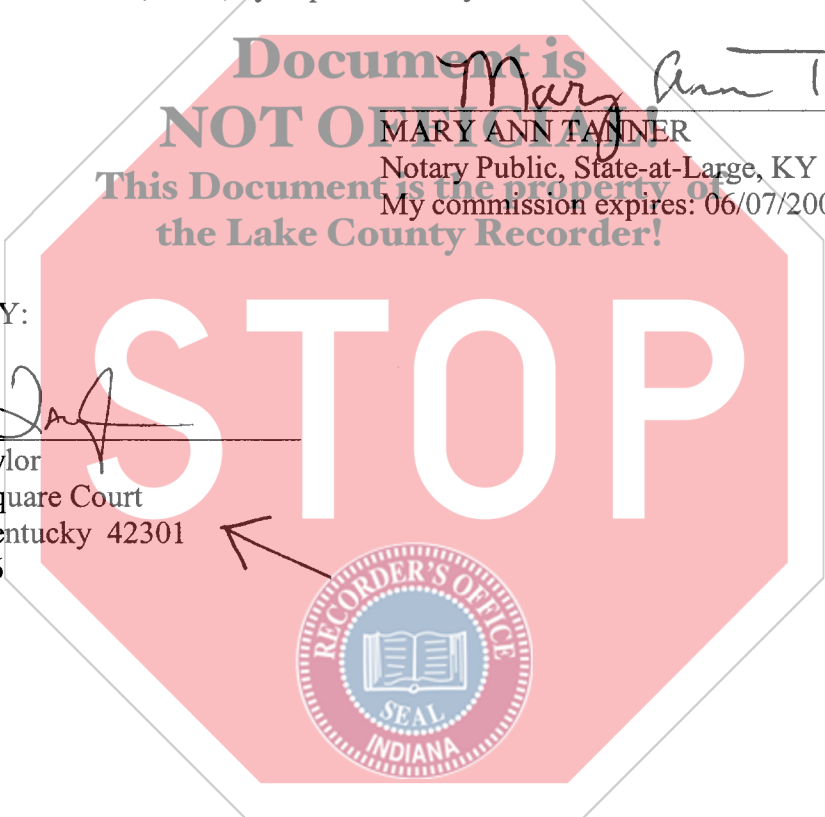 Document is
NOT OFFICIAL!
This Document is the property of
the Lake County Recorder!
Mary Ann T
MARY ANN TANNER
Notary Public, State-at-Large, KY
My commission expires: 06/07/200
Y:
STOP
ylor
quare Court
entucky 42301
RECORDER'S OFFICE
SEAL
INDIANA